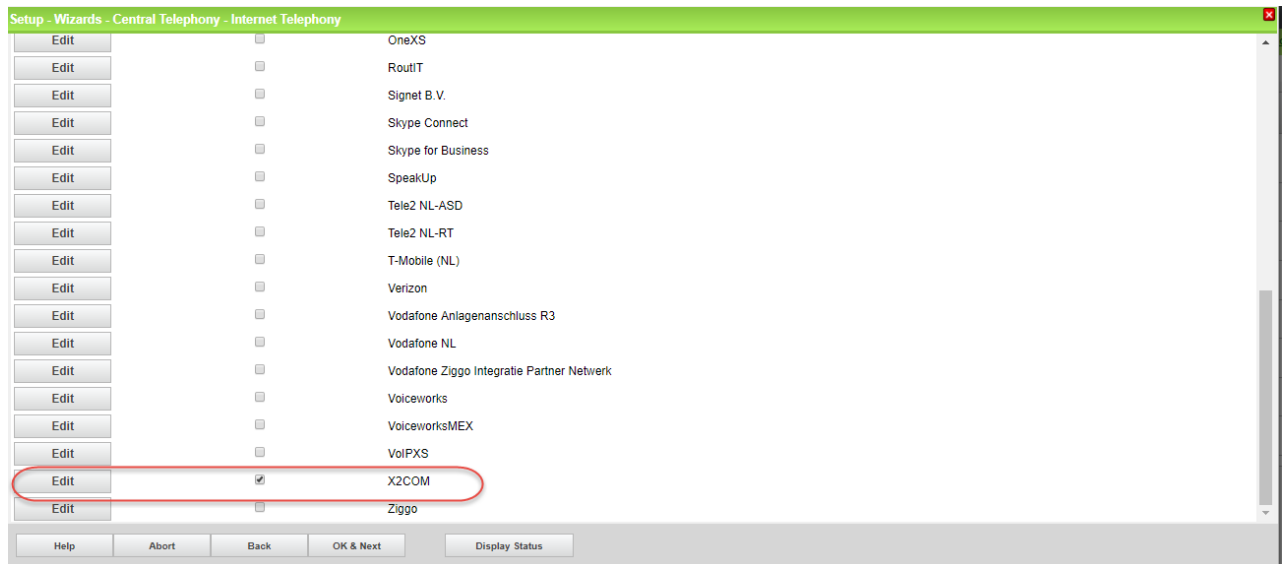 Setup - Wizards - Central Telephony - Internet Telephony
Edit OneXS
Edit RoutIT
Edit Signet B.V.
Edit Skype Connect
Edit Skype for Business
Edit SpeakUp
Edit Tele2 NL-ASD
Edit Tele2 NL-RT
Edit T-Mobile (NL)
Edit Verizon
Edit Vodafone Anlagenanschluss R3
Edit Vodafone NL
Edit Vodafone Ziggo Integratie Partner Netwerk
Edit Voiceworks
Edit VoiceworksMEX
Edit VoIPXS
Edit X2COM
Edit Ziggo
Help Abort Back OK & Next Display Status